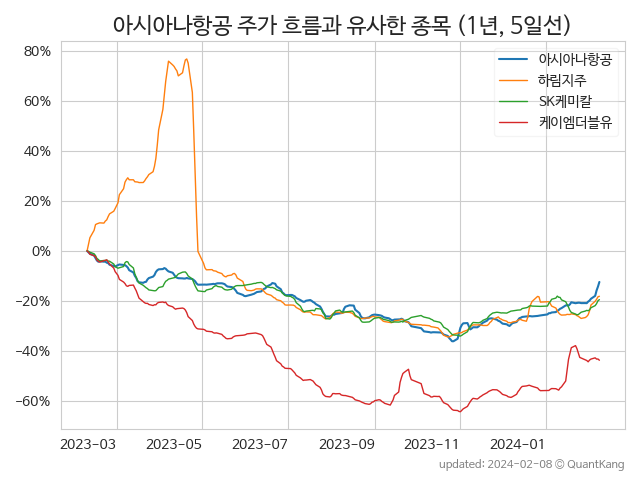 아시아나항공 주가 흐름과 유사한 종목 (1년, 5일선)
아시아나항공
하림지주
SK케미칼
케이엠더블유
80%
60%
40%
20%
0%
−20%
−40%
−60%
2023-03 2023-05 2023-07 2023-09 2023-11 2024-01
updated: 2024-02-08 © QuantKang